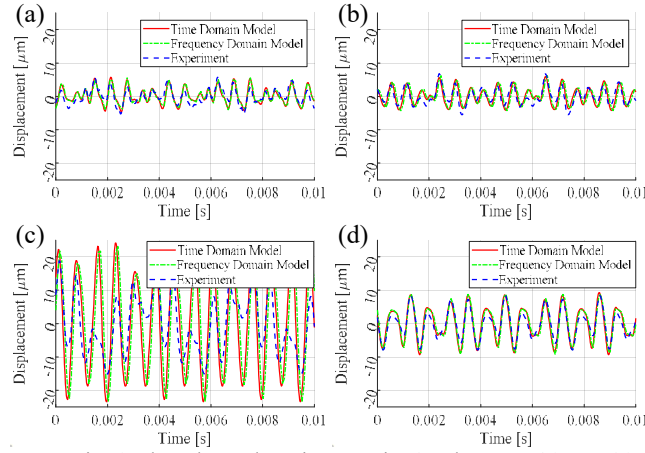 (a)
Time Domain Model
Frequency Domain Model
Experiment
Displacement [μm]
20
10
0
-10
-20
0
0.002
0.004
0.006
0.008
0.01
Time [s]
(b)
Time Domain Model
Frequency Domain Model
Experiment
Displacement [μm]
20
10
0
-10
-20
0
0.002
0.004
0.006
0.008
0.01
Time [s]
(c)
Time Domain Model
Frequency Domain Model
Experiment
Displacement [μm]
20
10
0
-10
-20
0
0.002
0.004
0.006
0.008
0.01
Time [s]
(d)
Time Domain Model
Frequency Domain Model
Experiment
Displacement [μm]
20
10
0
-10
-20
0
0.002
0.004
0.006
0.008
0.01
Time [s]